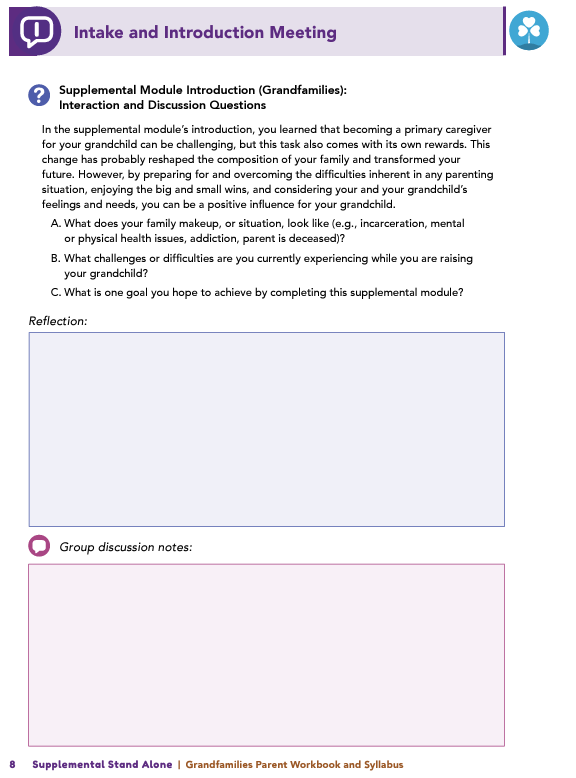 Intake and Introduction Meeting
Supplemental Module Introduction (Grandfamilies):
Interaction and Discussion Questions
In the supplemental module's introduction, you learned that becoming a primary caregiver
for your grandchild can be challenging, but this task also comes with its own rewards. This
change has probably reshaped the composition of your family and transformed your
future. However, by preparing for and overcoming the difficulties inherent in any parenting
situation, enjoying the big and small wins, and considering your and your grandchild's
feelings and needs, you can be a positive influence for your grandchild.
A. What does your family makeup, or situation, look like (e.g., incarceration, mental
or physical health issues, addiction, parent is deceased)?
B. What challenges or difficulties are you currently experiencing while you are raising
your grandchild?
C. What is one goal you hope to achieve by completing this supplemental module?
Reflection:
Group discussion notes:
8 Supplemental Stand Alone | Grandfamilies Parent Workbook and Syllabus